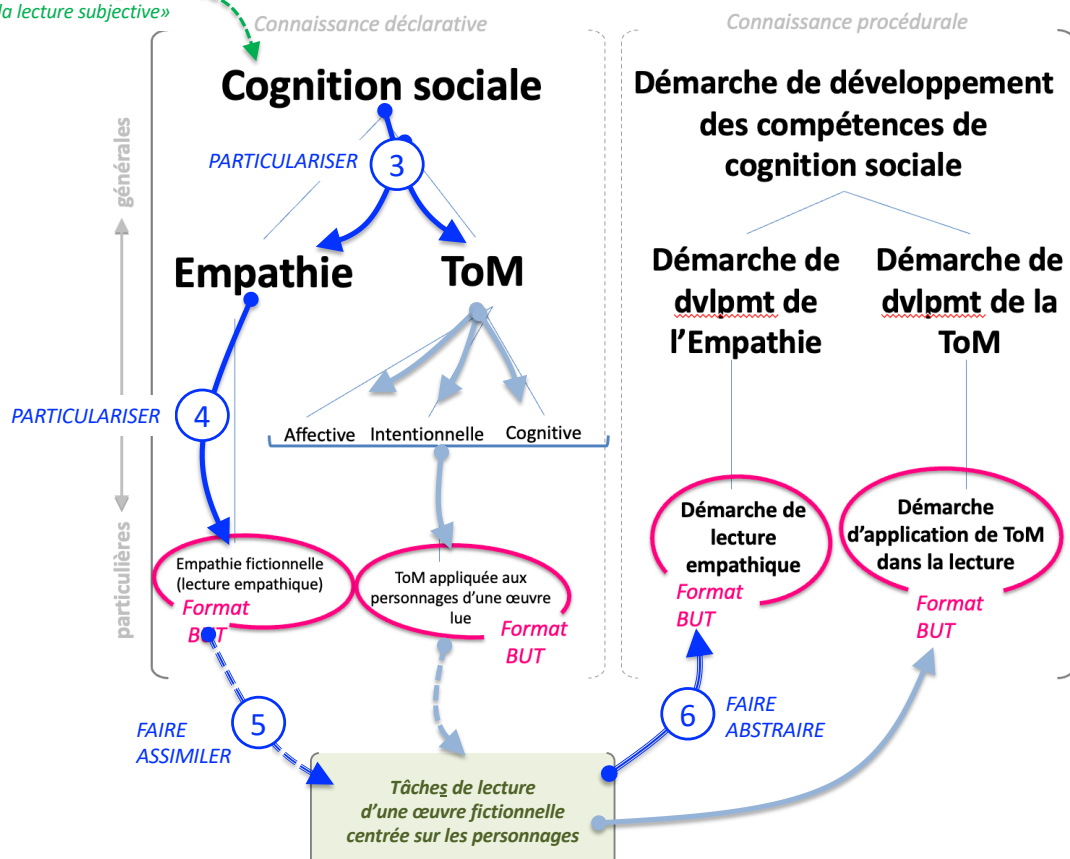 la lecture subjective»
Connaissance déclarative
Connaissance procédurale
Cognition sociale
Démarche de développement
des compétences de
cognition sociale
générales
PARTICULARISER
3
Empathie
ToM
Démarche de
dvlpmt de
l’Empathie
Démarche de
dvlpmt de la
ToM
PARTICULARISER
4
Affective
Intentionnelle
Cognitive
particulières
Empathie fictionnelle
(lecture empathique)
Format
BUT
ToM appliquée aux
personnages d’une œuvre
lue
Format
BUT
Démarche de
lecture
empathique
Format
BUT
Démarche
d’application de ToM
dans la lecture
Format
BUT
FAIRE
ASSIMILER
5
6
FAIRE
ABSTRAIRE
Tâches de lecture
d’une œuvre fictionnelle
centrée sur les personnages